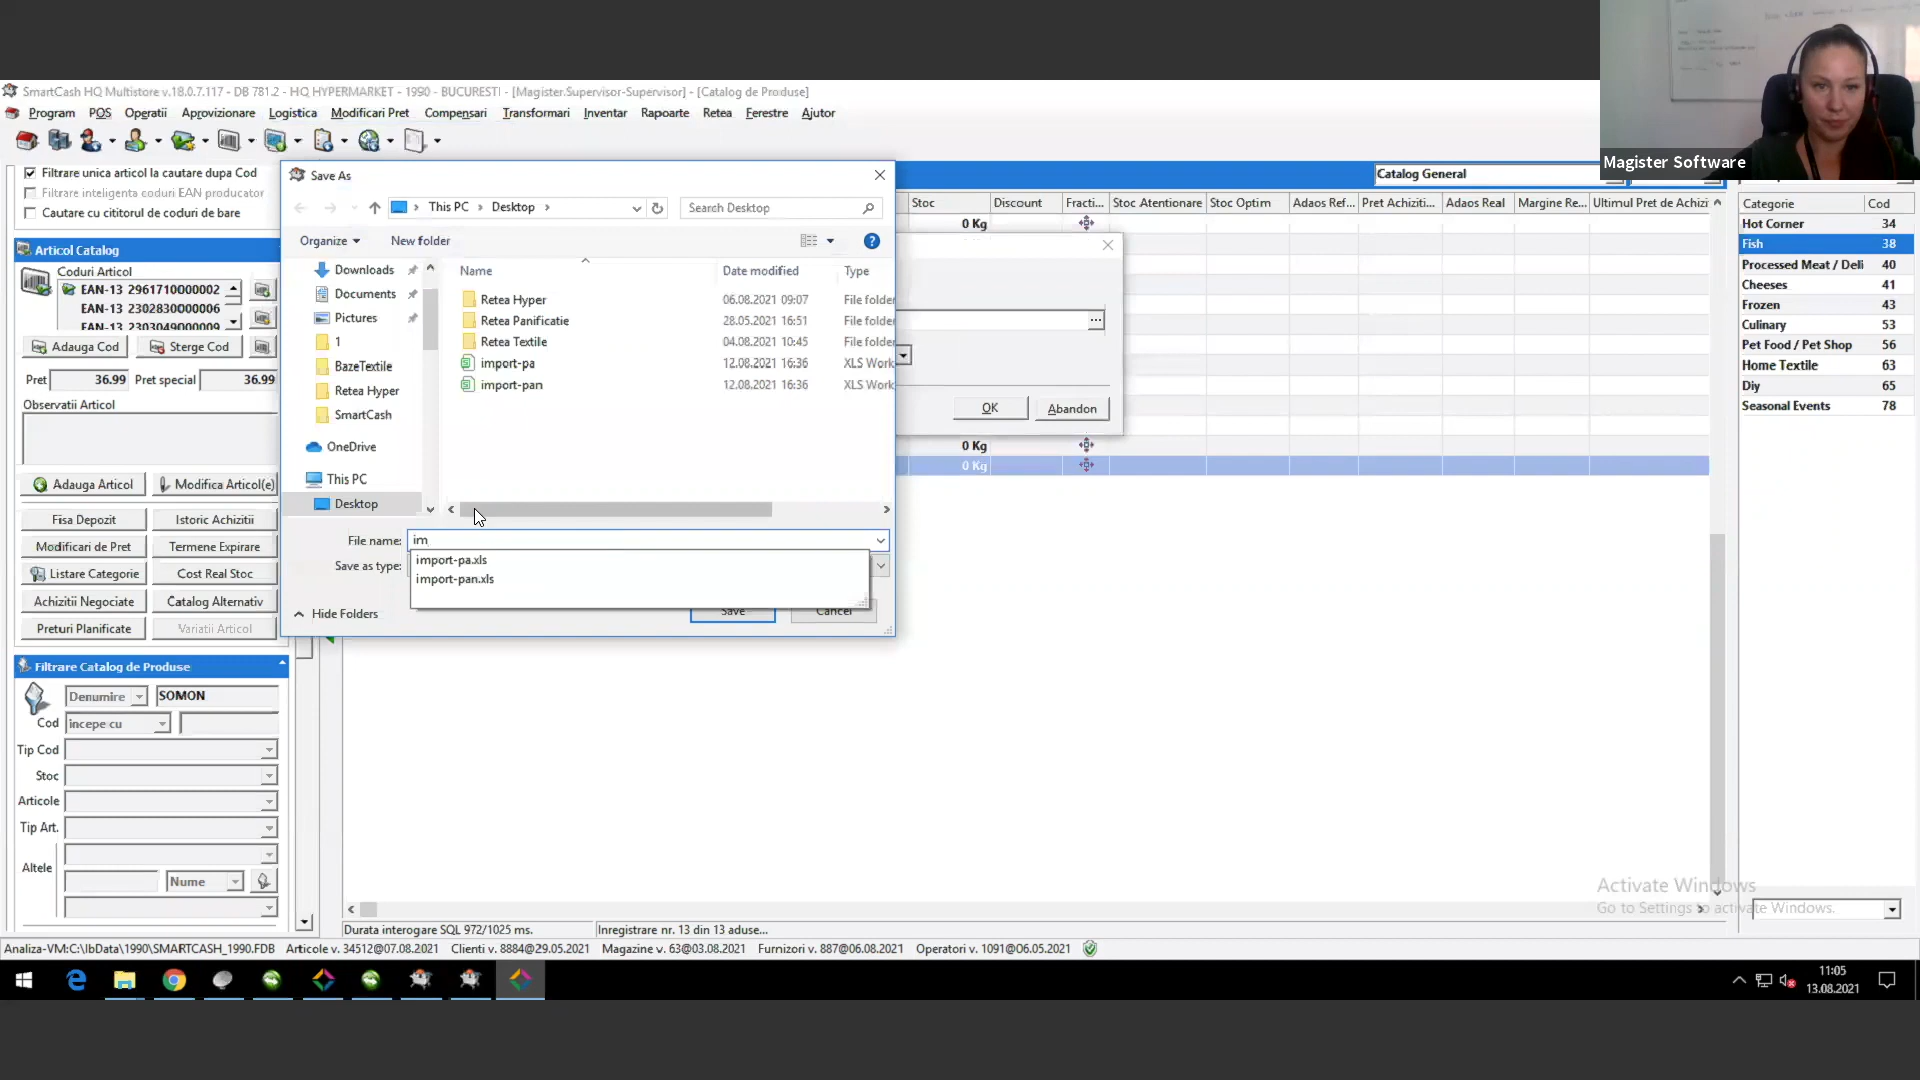 SmartCash HQ Multistore v.18.0.7.117 - DB 781.2 - HQ HYPERMARKET - 1990 - BUCURESTI - [Magister.Supervisor-Supervisor] - [Catalog de Produse]
Program POS Operatii Aprovizionare Logistica Modificari Pret Compensari Transformari Inventar Rapoarte Retea Ferestre Ajutor
Magister Software
Filtrare unica articol la cautare dupa Cod
Filtrare inteligenta coduri EAN producator
Cautare cu cititorul de coduri de bare
Articol Catalog
Coduri Articol
EAN-13 2961710000002
EAN-13 2302830000006
EAN-13 2303049000009
Adauga Cod Sterge Cod
Pret 36.99 Pret special 36.99
Observatii Articol
Adauga Articol Modifica Articol(e)
Fisa Depozit Istoric Achizitii
Modificari de Pret Termene Expirare
Listare Categorie Cost Real Stoc
Achizitii Negociate Catalog Alternativ
Preturi Planificate Variatii Articol
Filtrare Catalog de Produse
Denumire SOMON
Cod incepe cu
Tip Cod
Stoc
Articole
Tip Art.
Altele
Nume
Save As
This PC Desktop Search Desktop
Organize New folder
Downloads
Documents
Pictures
1
BazeTextile
Retea Hyper
SmartCash
OneDrive
This PC
Desktop
Name Date modified Type
Retea Hyper 06.08.2021 09:07 File folder
Retea Panificatie 28.05.2021 16:51 File folder
Retea Textile 04.08.2021 10:45 File folder
import-pa 12.08.2021 16:36 XLS Work
import-pan 12.08.2021 16:36 XLS Work
File name: im
Save as type:
import-pa.xls
import-pan.xls
Hide Folders Save Cancel
OK Abandon
Catalog General
Stoc Discount Fracti... Stoc Atentionare Stoc Optim Adaos Ref... Pret Achiziti... Adaos Real Margine Re... Ultimul Pret de Achizi
0 Kg
0 Kg
0 Kg
Categorie Cod
Hot Corner 34
Fish 38
Processed Meat / Deli 40
Cheeses 41
Frozen 43
Culinary 53
Pet Food / Pet Shop 56
Home Textile 63
Diy 65
Seasonal Events 78
Activate Windows
Go to Settings to activate Windows.
Durata interogare SQL 972/1025 ms. Inregistrare nr. 13 din 13 aduse...
Analiza-VM:C:\IbData\1990\SMARTCASH_1990.FDB Articole v. 34512@07.08.2021 Clienti v. 8884@29.05.2021 Magazine v. 63@03.08.2021 Furnizori v. 887@06.08.2021 Operatori v. 1091@06.05.2021
11:05
13.08.2021